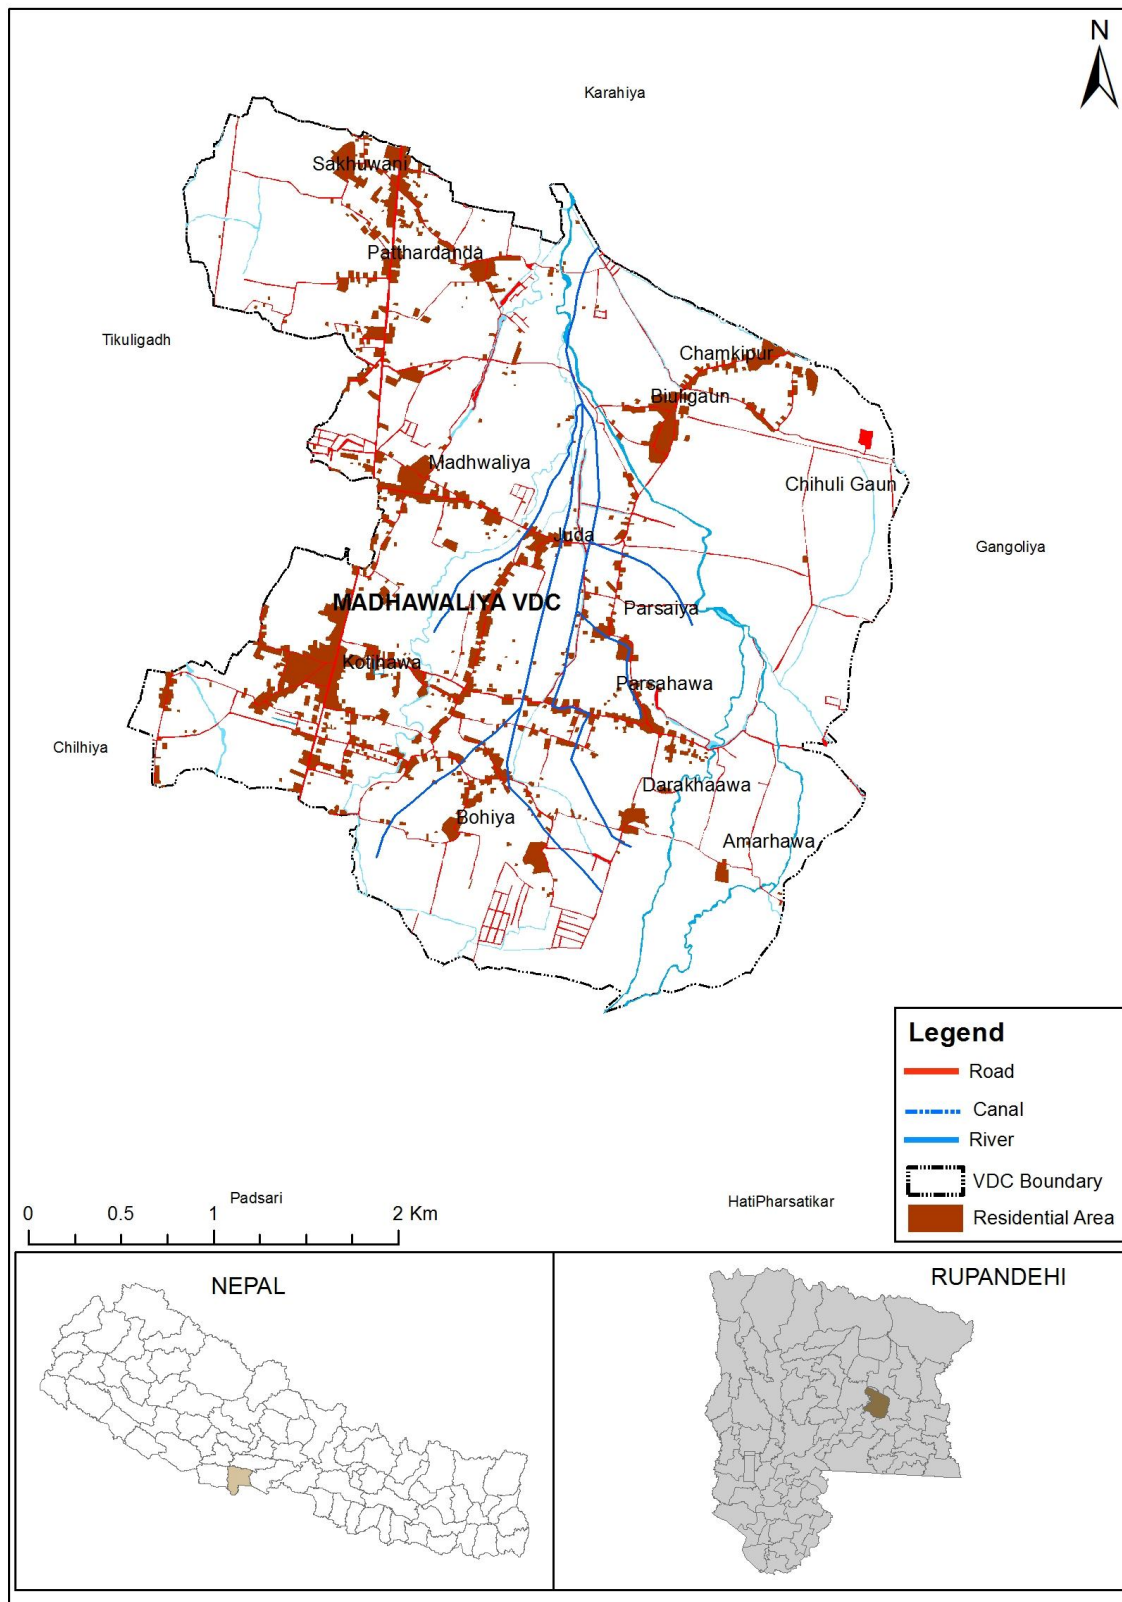 N
Karahiya
Sakhuwani
Patthardanda
Tikuligadh
Chamkipur
Biuligaun
Madhwaliya
Chihuli Gaun
Juda
Gangoliya
MADHAWALIYA VDC
Parsaiya
Kotihawa
Parsahawa
Chilhiya
Darakhaawa
Bohiya
Amarhawa
Legend
Road
Canal
River
VDC Boundary
Residential Area
Padsari
HatiPharsatikar
0 0.5 1 2 Km
NEPAL
RUPANDEHI